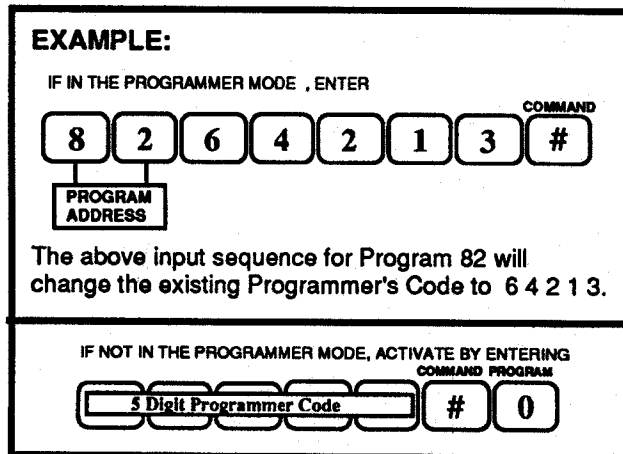 EXAMPLE:
IF IN THE PROGRAMMER MODE , ENTER
COMMAND
8 2 6 4 2 1 3 #
PROGRAM
ADDRESS
The above input sequence for Program 82 will
change the existing Programmer's Code to 6 4 2 1 3.
IF NOT IN THE PROGRAMMER MODE, ACTIVATE BY ENTERING
COMMAND PROGRAM
5 Digit Programmer Code # 0